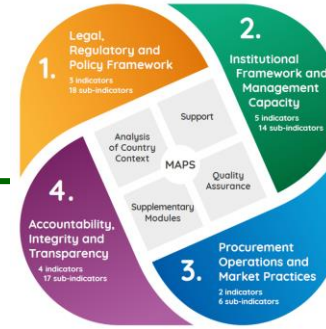 1.
Legal,
Regulatory and
Policy Framework
3 indicators
18 sub-indicators
2.
Institutional
Framework and
Management
Capacity
5 indicators
14 sub-indicators
Support
Analysis
of Country
Context
MAPS
Quality
Assurance
Supplementary
Modules
4.
Accountability,
Integrity and
Transparency
4 indicators
17 sub-indicators
3.
Procurement
Operations and
Market Practices
2 indicators
6 sub-indicators